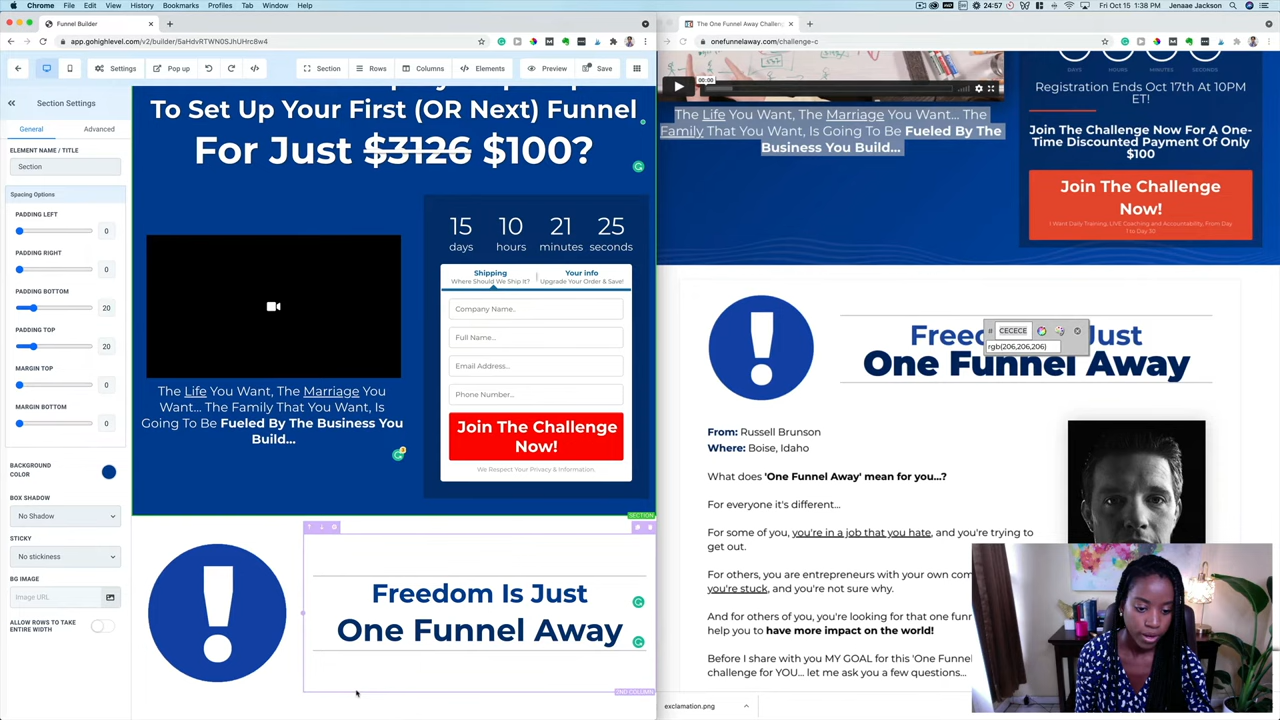 Chrome File Edit View History Bookmarks Profiles Tab Window Help
24:57 Fri Oct 15 1:38 PM Jenaae Jackson
Funnel Builder
The One Funnel Away Challenge
app.gohighlevel.com/v2/builder/5aHdvRTWN0SJhUHrc8w4
onefunnelaway.com/challenge-c
Settings Pop up Section Rows Columns Elements Preview Save
Section Settings
General Advanced
ELEMENT NAME / TITLE
Section
Spacing Options
PADDING LEFT
0
PADDING RIGHT
0
PADDING BOTTOM
20
PADDING TOP
20
MARGIN TOP
0
MARGIN BOTTOM
0
BACKGROUND
COLOR
BOX SHADOW
No Shadow
STICKY
No stickiness
BG IMAGE
Image URL
ALLOW ROWS TO TAKE
ENTIRE WIDTH
To Set Up Your First (OR Next) Funnel
For Just $3126 $100?
15 10 21 25
days hours minutes seconds
Shipping
Where Should We Ship It?
Your info
Upgrade Your Order & Save!
Company Name..
Full Name...
Email Address...
Phone Number...
Join The Challenge
Now!
We Respect Your Privacy & Information.
The Life You Want, The Marriage You
Want... The Family That You Want, Is
Going To Be Fueled By The Business You
Build...
SECTION
Freedom Is Just
One Funnel Away
2ND COLUMN
00:00
The Life You Want, The Marriage You Want... The
Family That You Want, Is Going To Be Fueled By The
Business You Build...
DAYS HOURS MINUTES SECONDS
Registration Ends Oct 17th At 10PM
ET!
Join The Challenge Now For A One-
Time Discounted Payment Of Only
$100
Join The Challenge
Now!
I Want Daily Training, LIVE Coaching and Accountability, From Day
1 to Day 30
# CECECE
rgb(206,206,206)
Freed Just
One Funnel Away
From: Russell Brunson
Where: Boise, Idaho
What does 'One Funnel Away' mean for you...?
For everyone it's different...
For some of you, you're in a job that you hate, and you're trying to
get out.
For others, you are entrepreneurs with your own com
you're stuck, and you're not sure why.
And for others of you, you're looking for that one funn
help you to have more impact on the world!
Before I share with you MY GOAL for this 'One Funnel
challenge for YOU... let me ask you a few questions...
exclamation.png